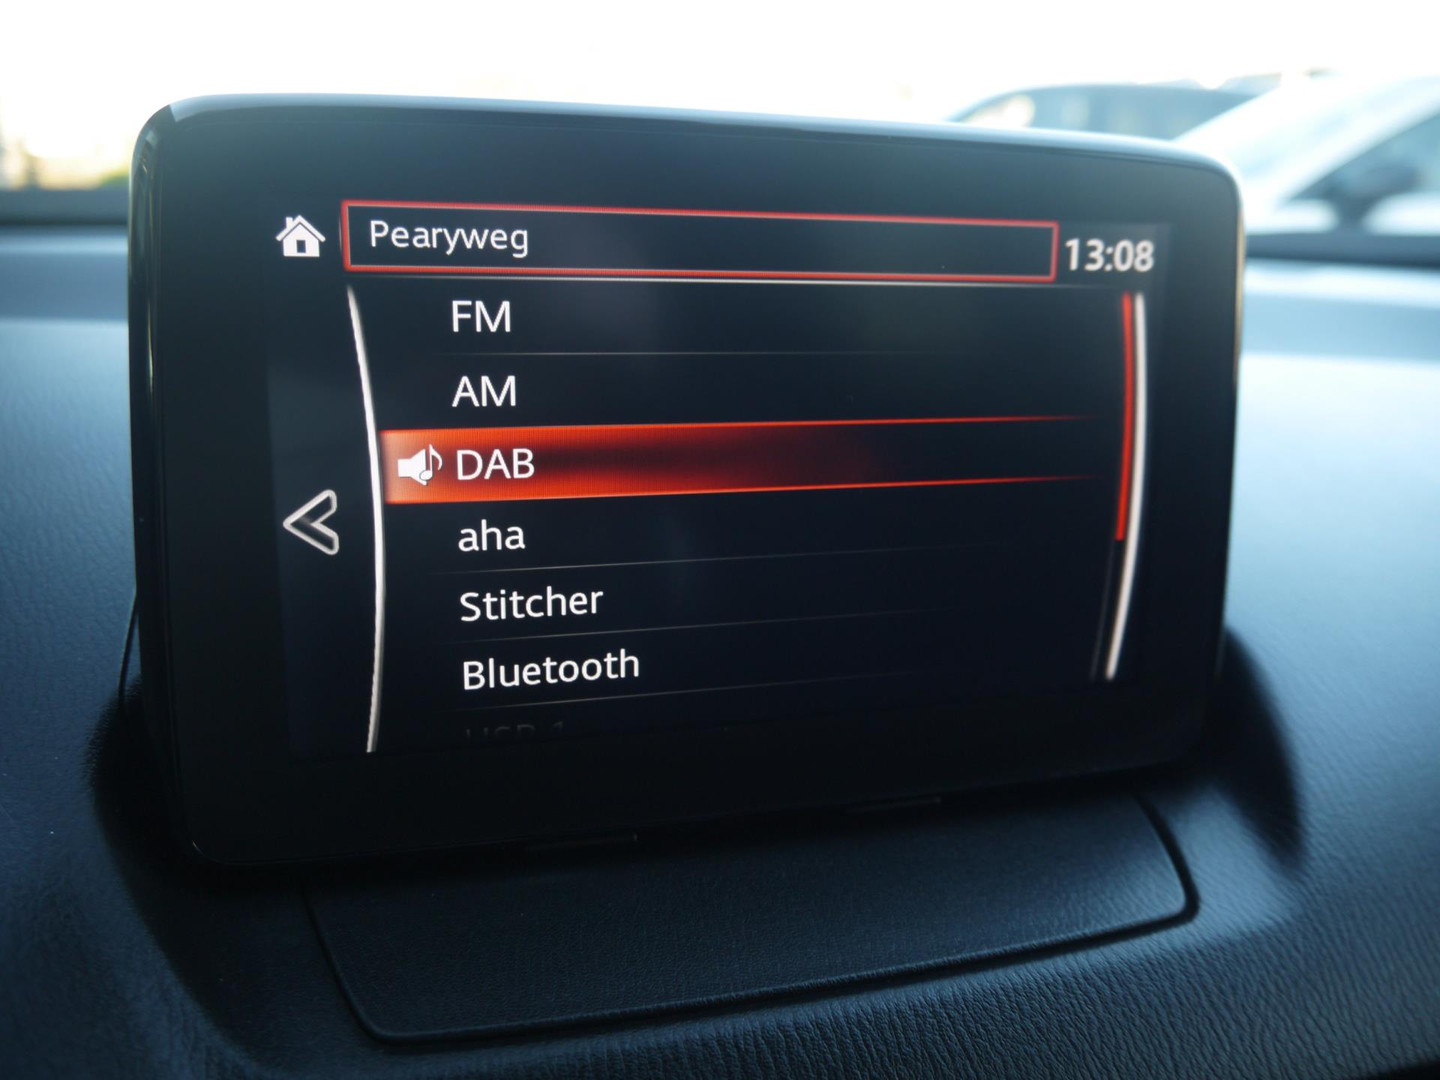 Pearyweg
13:08
FM
AM
DAB
aha
Stitcher
Bluetooth